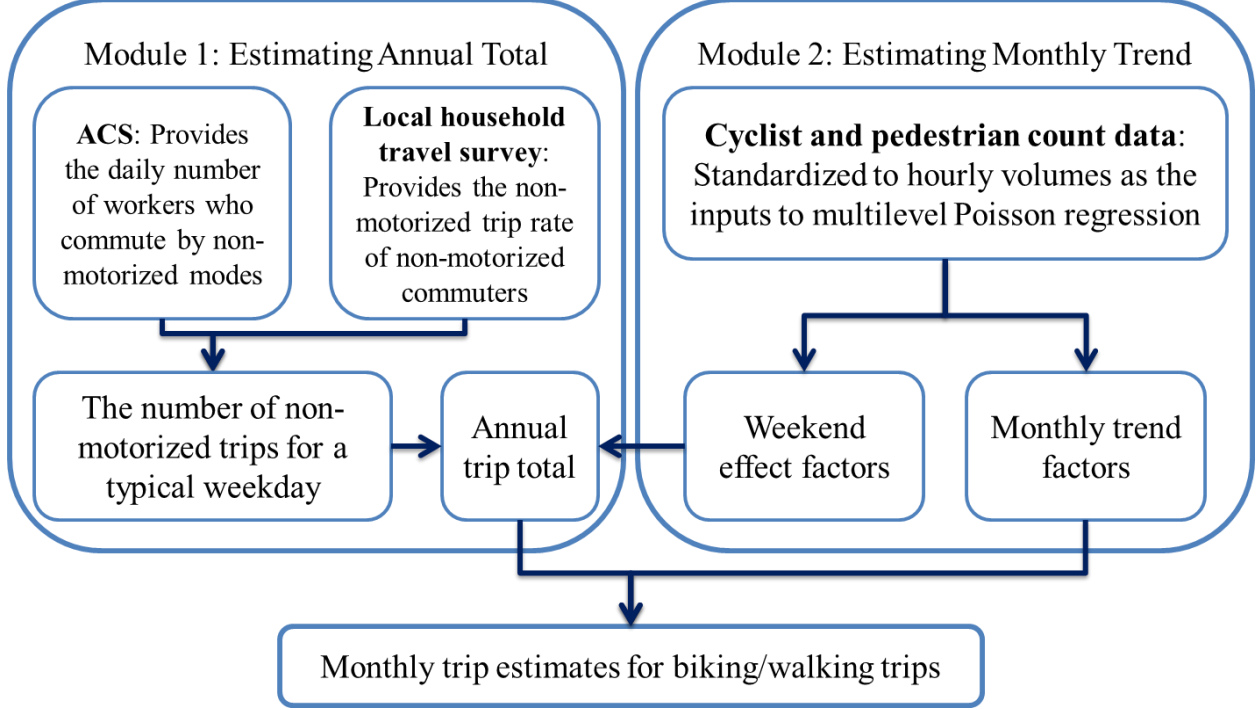 Module 1: Estimating Annual Total
ACS: Provides
the daily number
of workers who
commute by non-
motorized modes
Local household
travel survey:
Provides the non-
motorized trip rate
of non-motorized
commuters
The number of non-
motorized trips for a
typical weekday
Annual
trip total
Module 2: Estimating Monthly Trend
Cyclist and pedestrian count data:
Standardized to hourly volumes as the
inputs to multilevel Poisson regression
Weekend
effect factors
Monthly trend
factors
Monthly trip estimates for biking/walking trips